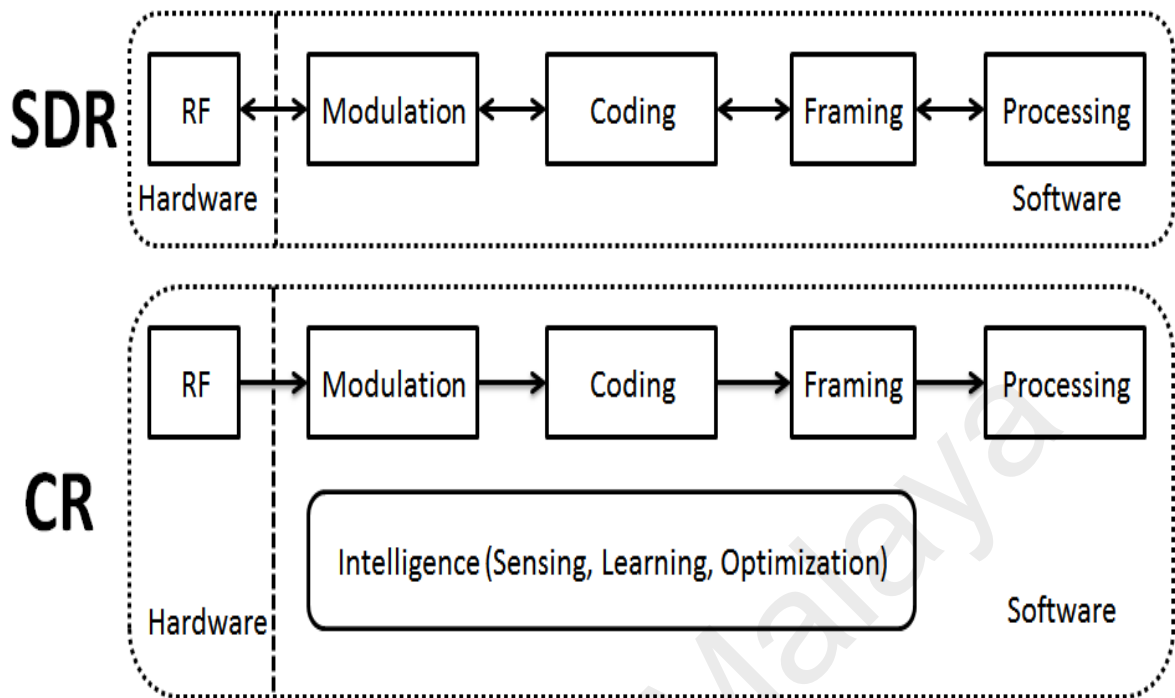 SDR
RF Modulation Coding Framing Processing
Hardware Software
CR
RF Modulation Coding Framing Processing
Intelligence (Sensing, Learning, Optimization)
Hardware Software
Malaya